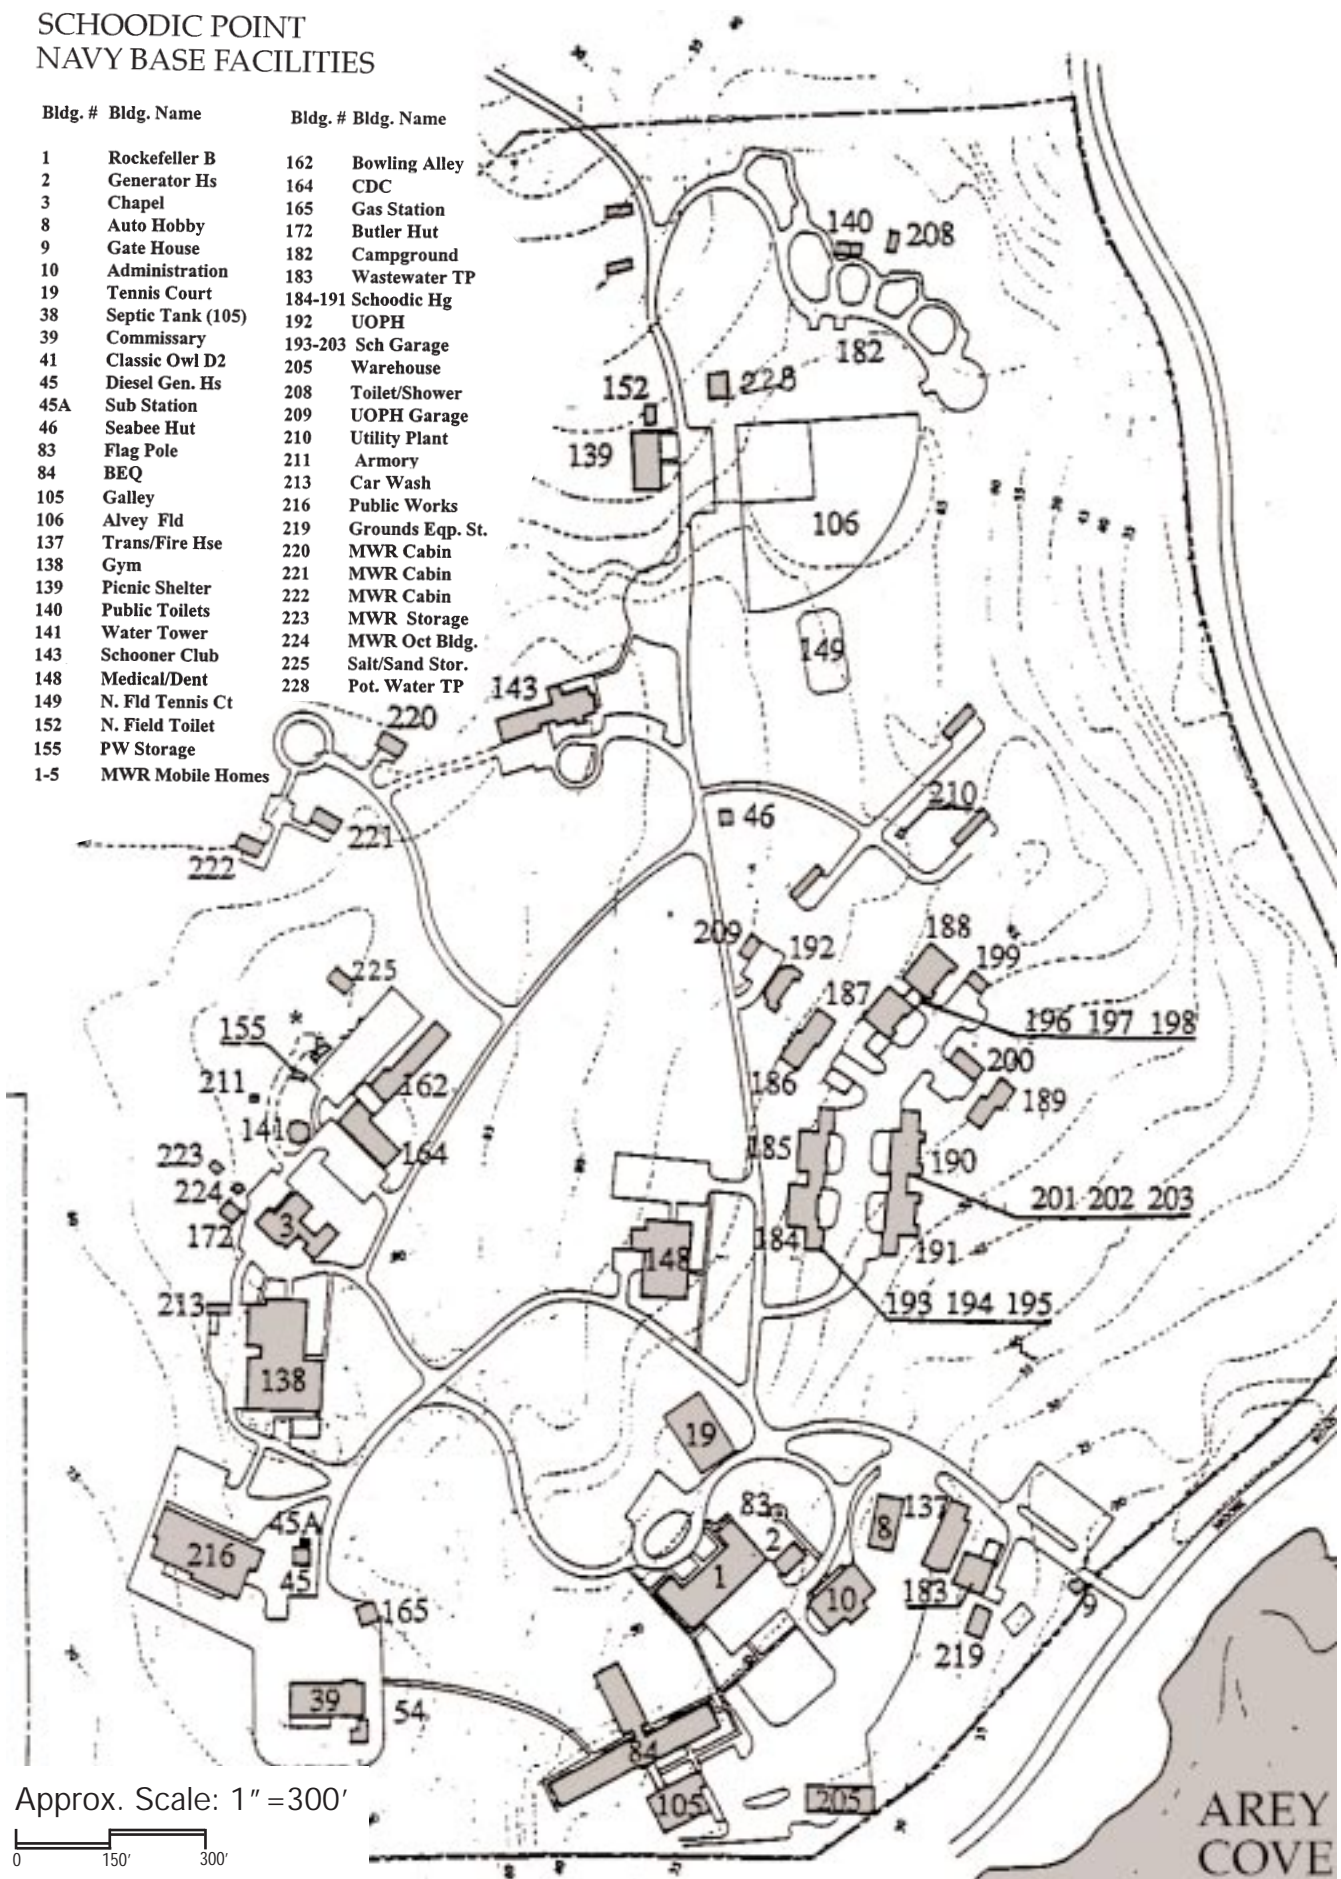 SCHOODIC POINT
NAVY BASE FACILITIES
Bldg. # Bldg. Name
1 Rockefeller B
2 Generator Hs
3 Chapel
8 Auto Hobby
9 Gate House
10 Administration
19 Tennis Court
38 Septic Tank (105)
39 Commissary
41 Classic Owl D2
45 Diesel Gen. Hs
45A Sub Station
46 Seabee Hut
83 Flag Pole
84 BEQ
105 Galley
106 Alvey Fld
137 Trans/Fire Hse
138 Gym
139 Picnic Shelter
140 Public Toilets
141 Water Tower
143 Schooner Club
148 Medical/Dent
149 N. Fld Tennis Ct
152 N. Field Toilet
155 PW Storage
1-5 MWR Mobile Homes
Bldg. # Bldg. Name
162 Bowling Alley
164 CDC
165 Gas Station
172 Butler Hut
182 Campground
183 Wastewater TP
184-191 Schoodic Hg
192 UOPH
193-203 Sch Garage
205 Warehouse
208 Toilet/Shower
209 UOPH Garage
210 Utility Plant
211 Armory
213 Car Wash
216 Public Works
219 Grounds Eqp. St.
220 MWR Cabin
221 MWR Cabin
222 MWR Cabin
223 MWR Storage
224 MWR Oct Bldg.
225 Salt/Sand Stor.
228 Pot. Water TP
140
208
182
152
228
139
106
149
143
220
46
210
221
222
209
192
188
199
225
187
155
*
196 197 198
200
211
162
186
189
141
185
164
190
223
224
201 202 203
172
3
184
148
191
213
193 194 195
138
19
83
137
45A
2
8
216
45
1
183
10
9
165
219
39
54
84
105
205
Approx. Scale: 1"=300'
0 150' 300'
AREY
COVE